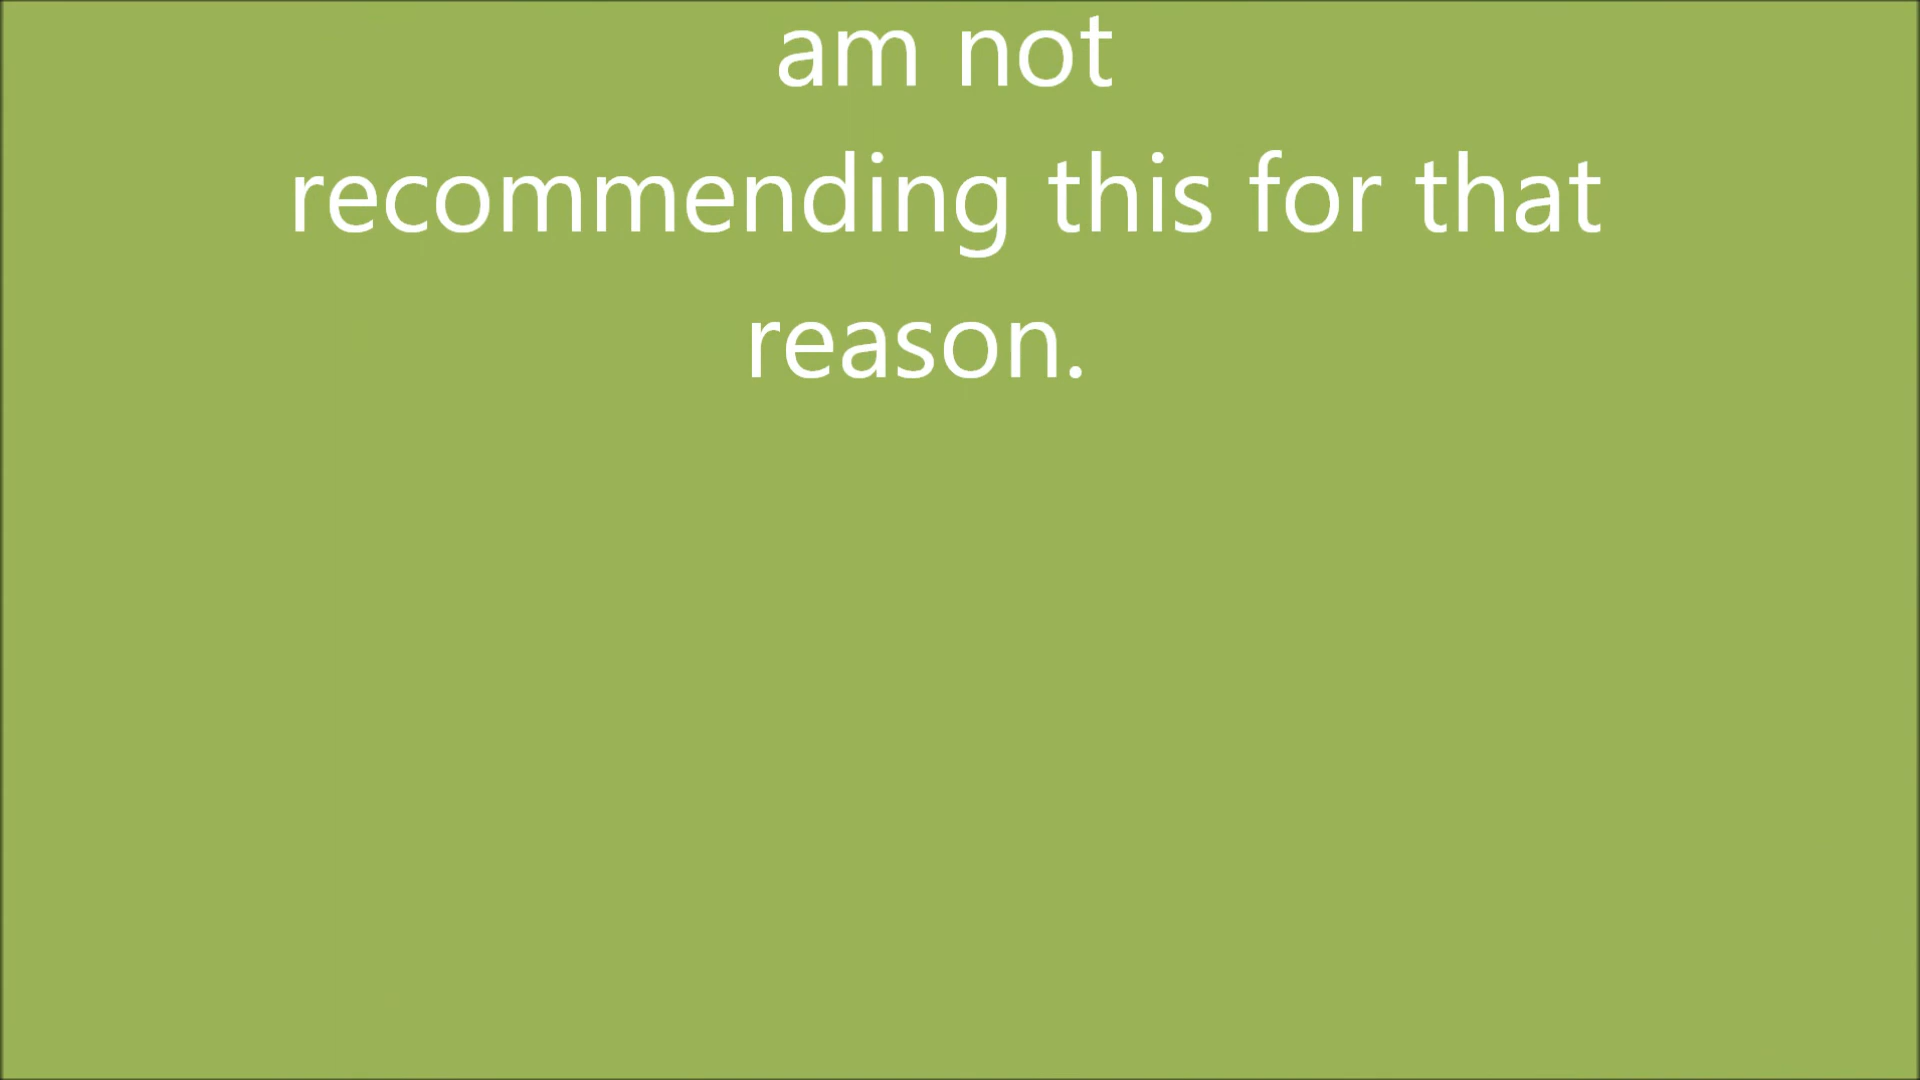 am not
recommending this for that
reason.